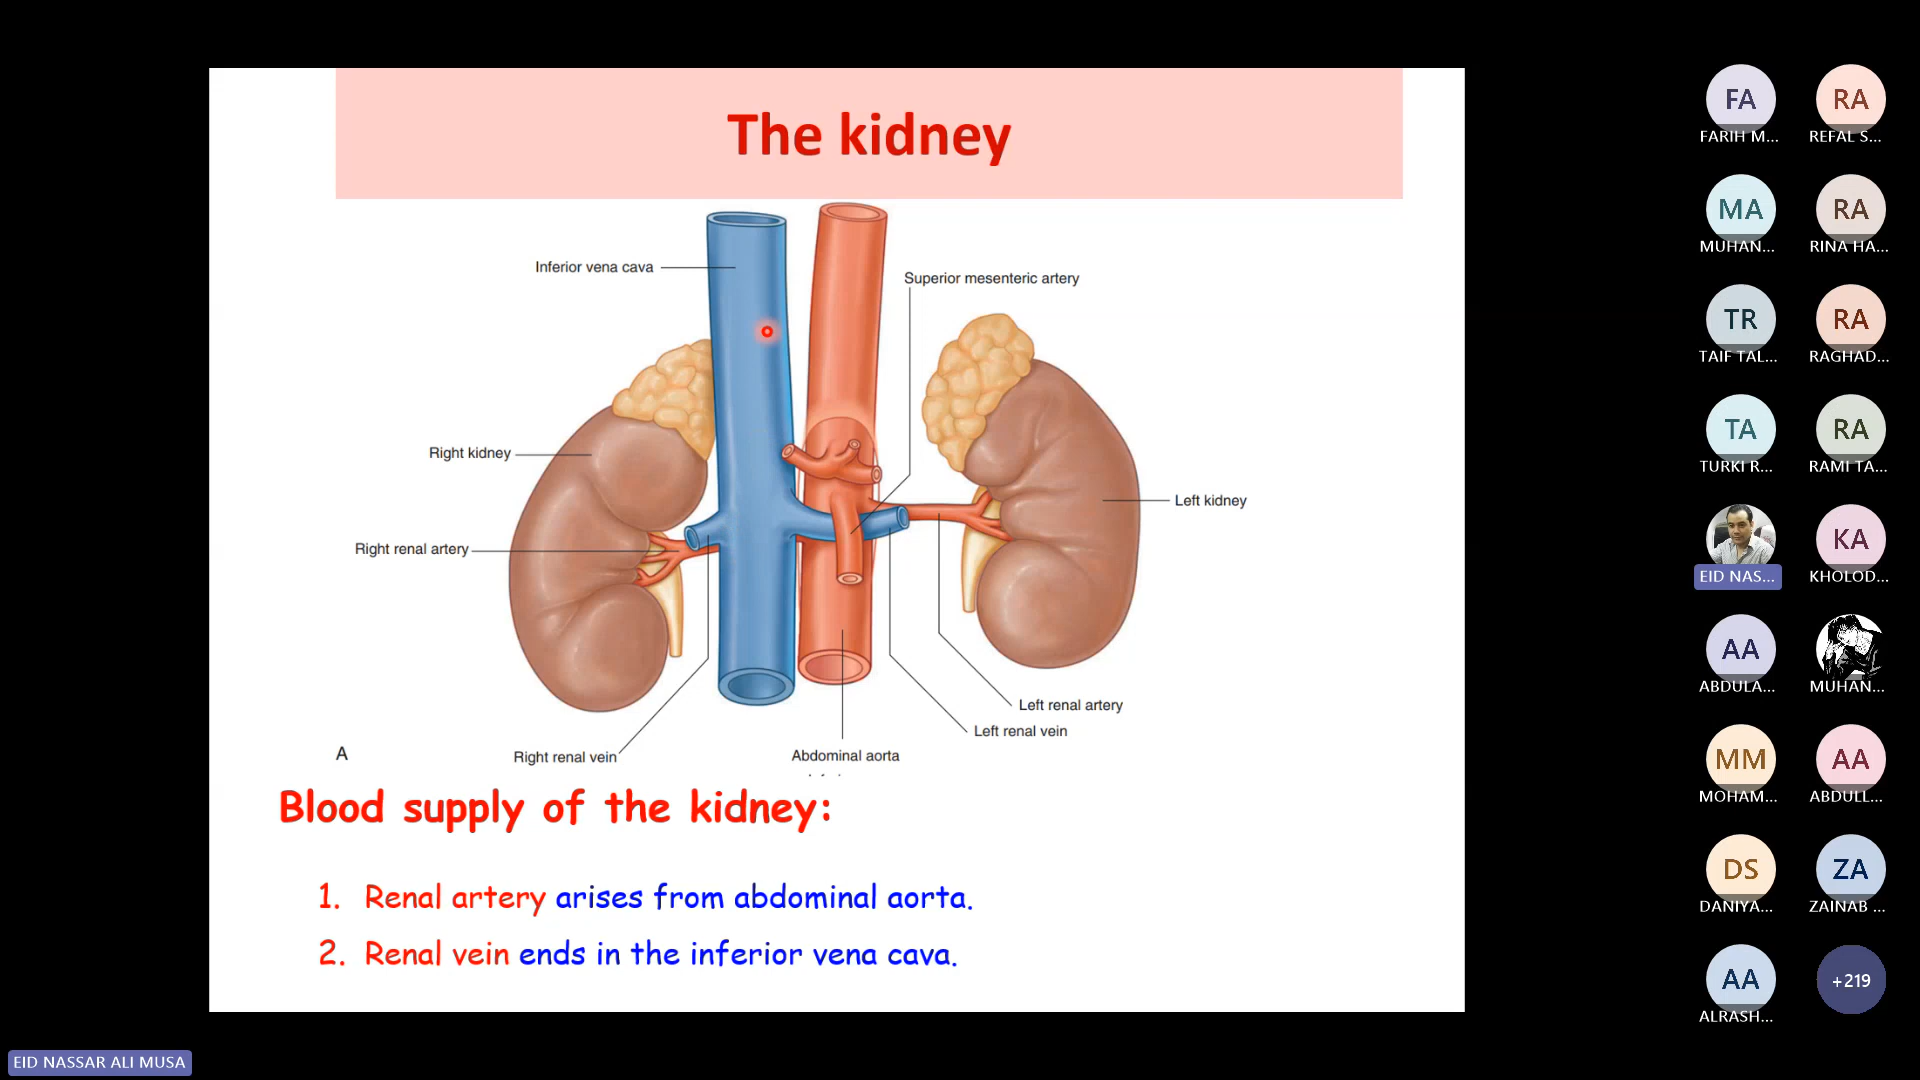 The kidney
Inferior vena cava
Superior mesenteric artery
Right kidney
Left kidney
Right renal artery
Left renal artery
Left renal vein
A
Right renal vein
Abdominal aorta
Blood supply of the kidney:
1. Renal artery arises from abdominal aorta.
2. Renal vein ends in the inferior vena cava.
FA
FARIH M...
RA
REFAL S...
MA
MUHAN...
RA
RINA HA...
TR
TAIF TAL...
RA
RAGHAD...
TA
TURKI R...
RA
RAMI TA...
EID NAS...
KA
KHOLOD...
AA
ABDULA...
MUHAN...
MM
MOHAM...
AA
ABDULL...
DS
DANIYA...
ZA
ZAINAB ...
AA
ALRASH...
+219
EID NASSAR ALI MUSA